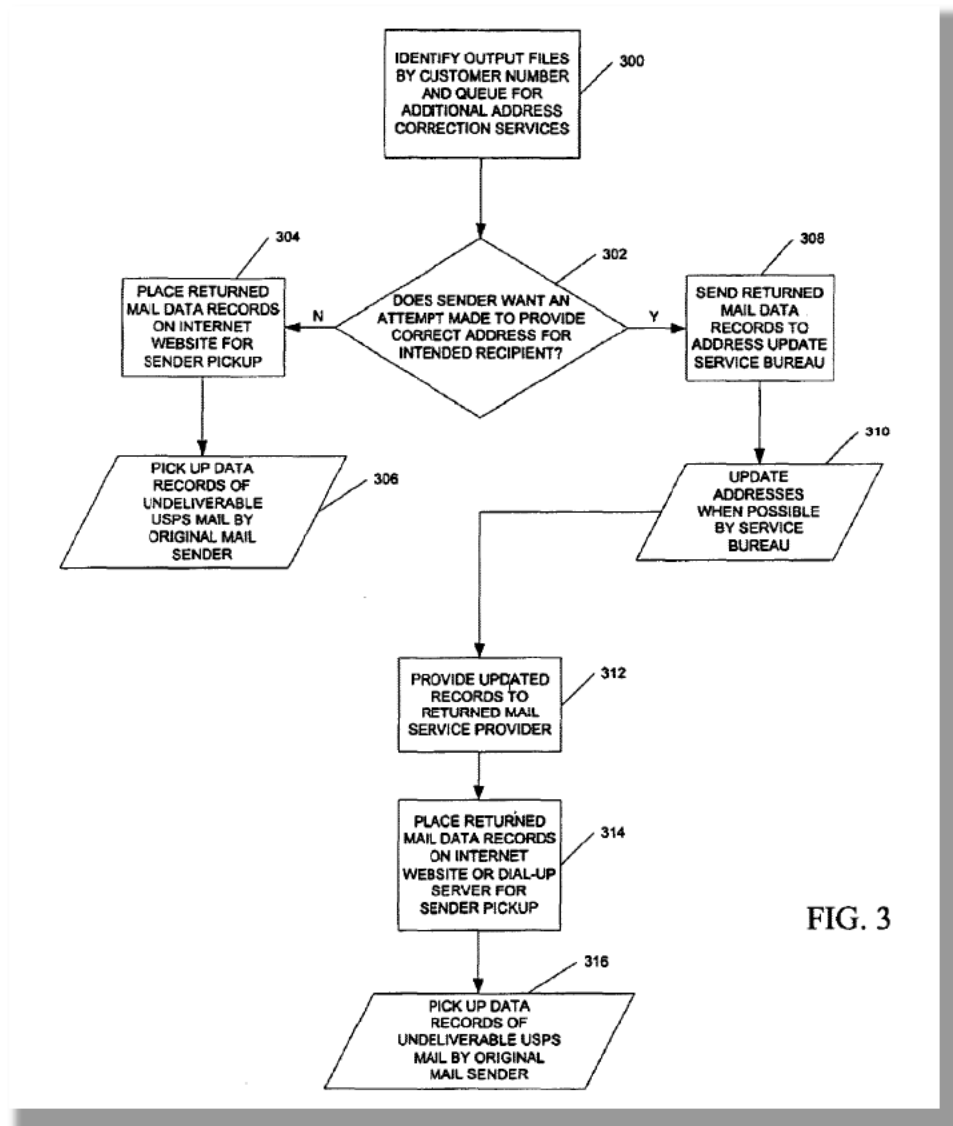 IDENTIFY OUTPUT FILES
BY CUSTOMER NUMBER
AND QUEUE FOR
ADDITIONAL ADDRESS
CORRECTION SERVICES
300
302
DOES SENDER WANT AN
ATTEMPT MADE TO PROVIDE
CORRECT ADDRESS FOR
INTENDED RECIPIENT?
N
Y
304
PLACE RETURNED
MAIL DATA RECORDS
ON INTERNET
WEBSITE FOR
SENDER PICKUP
306
PICK UP DATA
RECORDS OF
UNDELIVERABLE
USPS MAIL BY
ORIGINAL MAIL
SENDER
308
SEND RETURNED
MAIL DATA
RECORDS TO
ADDRESS UPDATE
SERVICE BUREAU
310
UPDATE
ADDRESSES
WHEN POSSIBLE
BY SERVICE
BUREAU
312
PROVIDE UPDATED
RECORDS TO
RETURNED MAIL
SERVICE PROVIDER
314
PLACE RETURNED
MAIL DATA RECORDS
ON INTERNET
WEBSITE OR DIAL-UP
SERVER FOR
SENDER PICKUP
316
PICK UP DATA
RECORDS OF
UNDELIVERABLE USPS
MAIL BY ORIGINAL
MAIL SENDER
FIG. 3